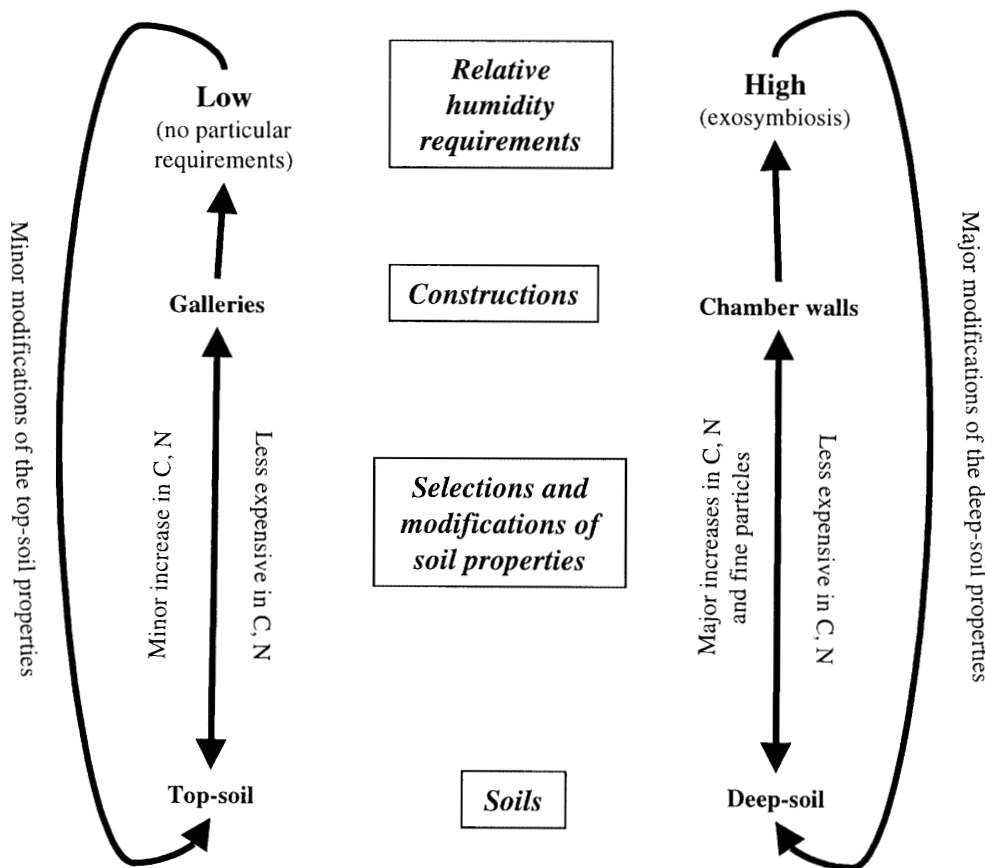 Relative
humidity
requirements
Low
(no particular
requirements)
High
(exosymbiosis)
Constructions
Galleries
Chamber walls
Minor modifications of the top-soil properties
Minor increase in C, N
Less expensive in C, N
Selections and
modifications of
soil properties
Major increases in C, N
and fine particles
Less expensive in C, N
Major modifications of the deep-soil properties
Top-soil
Soils
Deep-soil